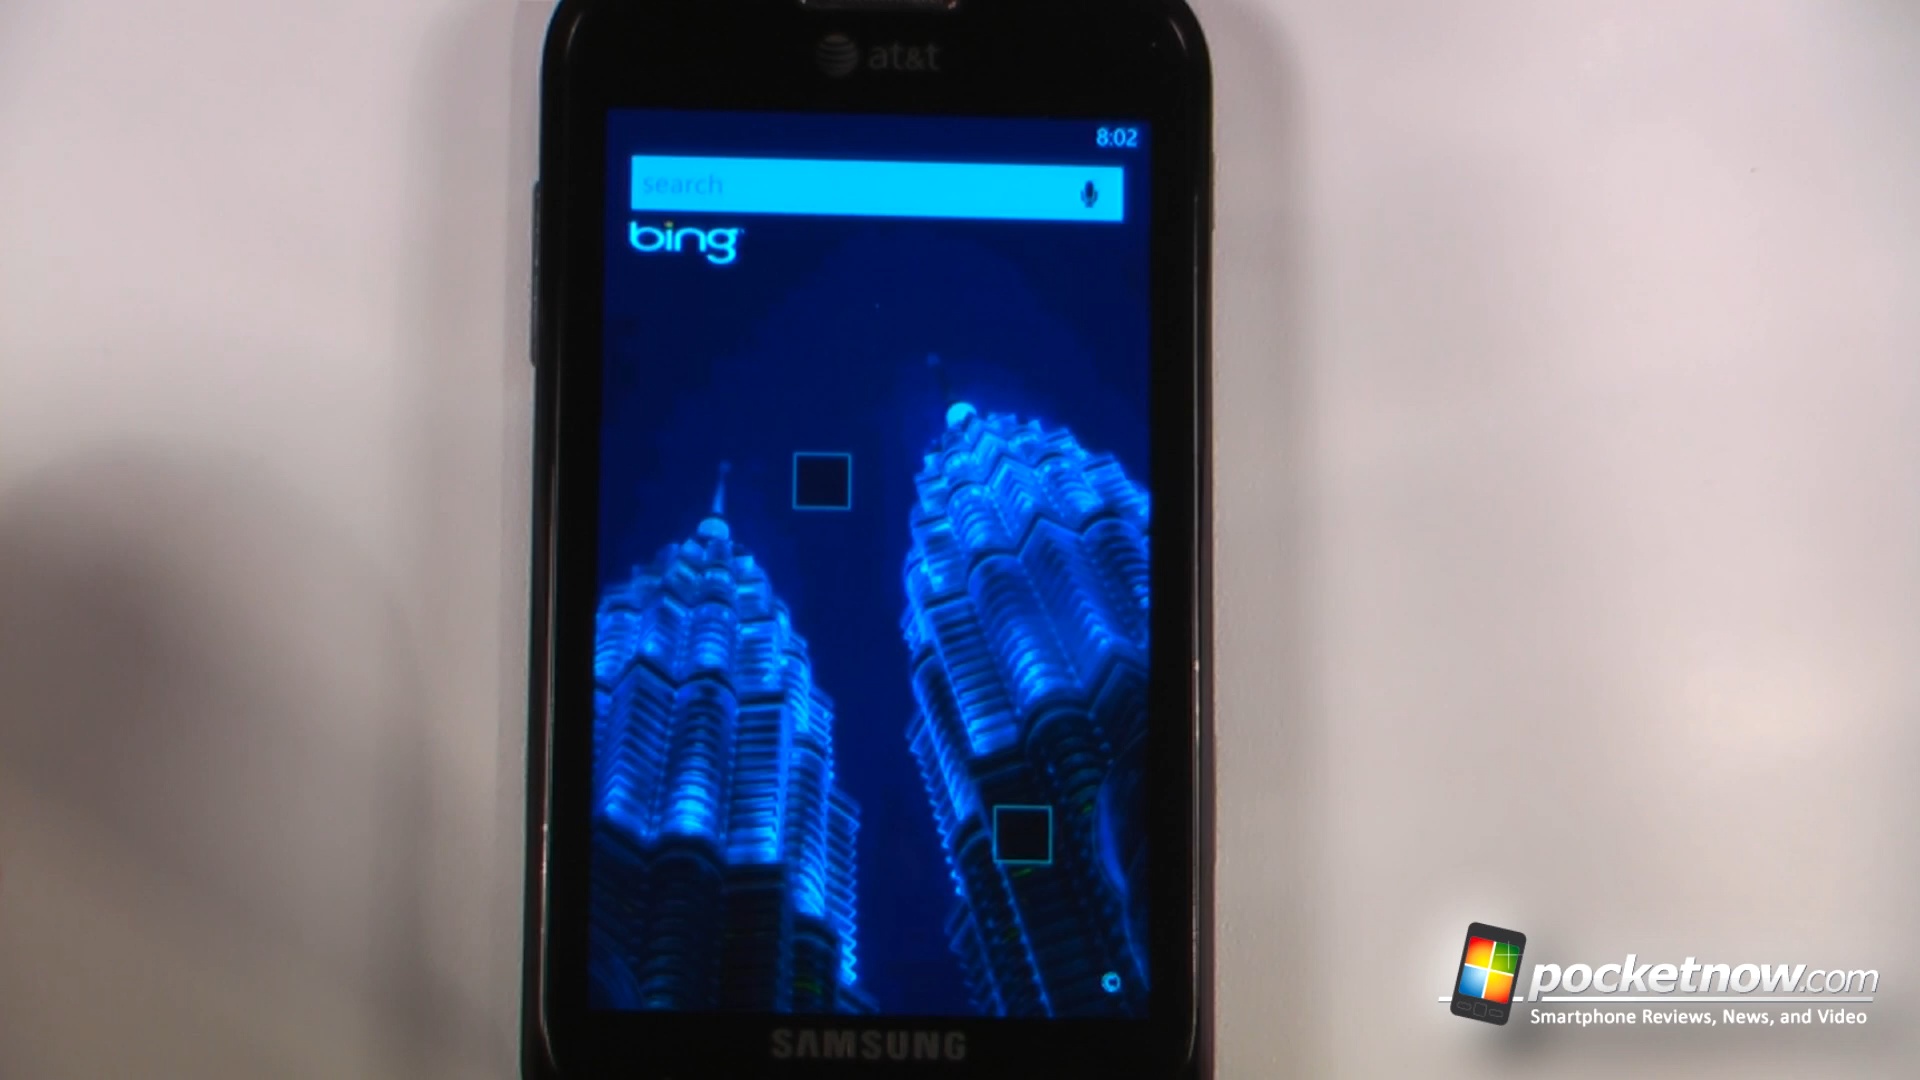 at&t
8:02
search
bing
SAMSUNG
pocketnow.com
Smartphone Reviews, News, and Video